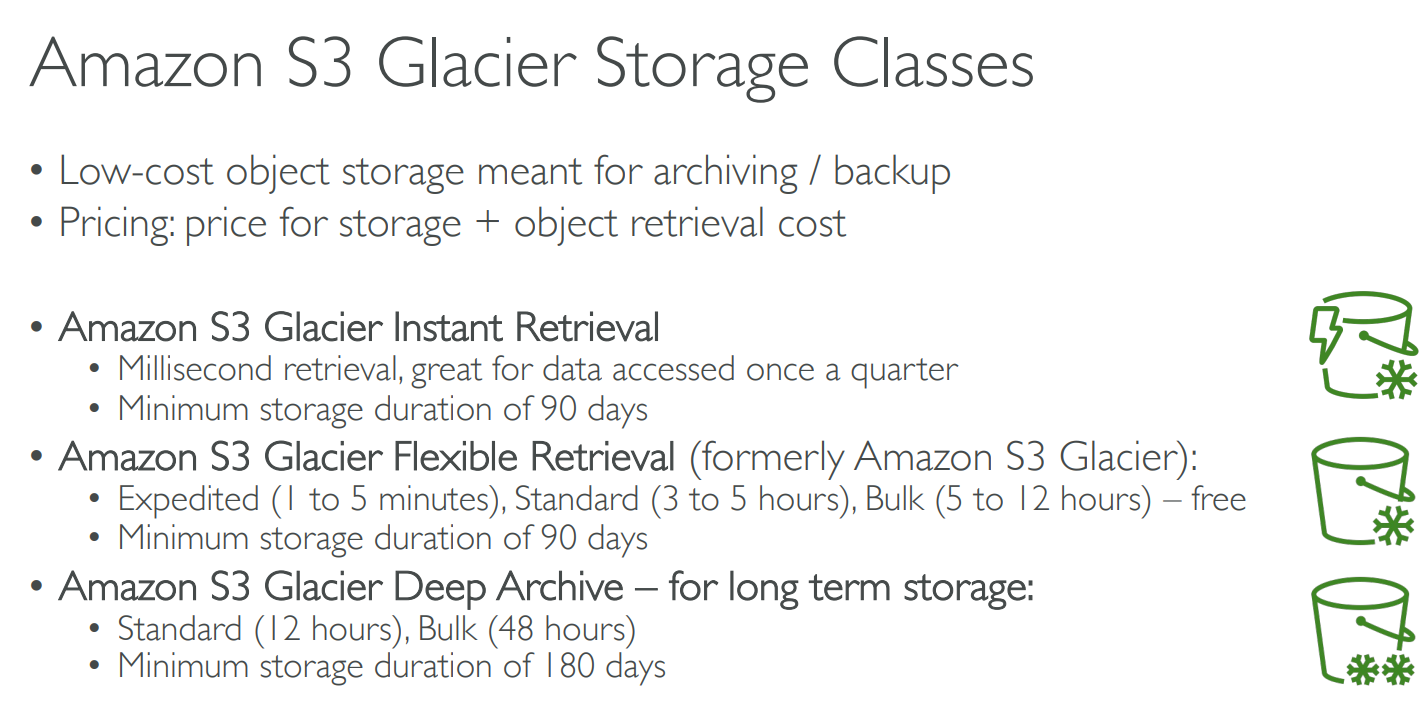 Amazon S3 Glacier Storage Classes
• Low-cost object storage meant for archiving / backup
• Pricing: price for storage + object retrieval cost
• Amazon S3 Glacier Instant Retrieval
• Millisecond retrieval, great for data accessed once a quarter
• Minimum storage duration of 90 days
• Amazon S3 Glacier Flexible Retrieval (formerly Amazon S3 Glacier):
• Expedited (1 to 5 minutes), Standard (3 to 5 hours), Bulk (5 to 12 hours) – free
• Minimum storage duration of 90 days
• Amazon S3 Glacier Deep Archive – for long term storage:
• Standard (12 hours), Bulk (48 hours)
• Minimum storage duration of 180 days